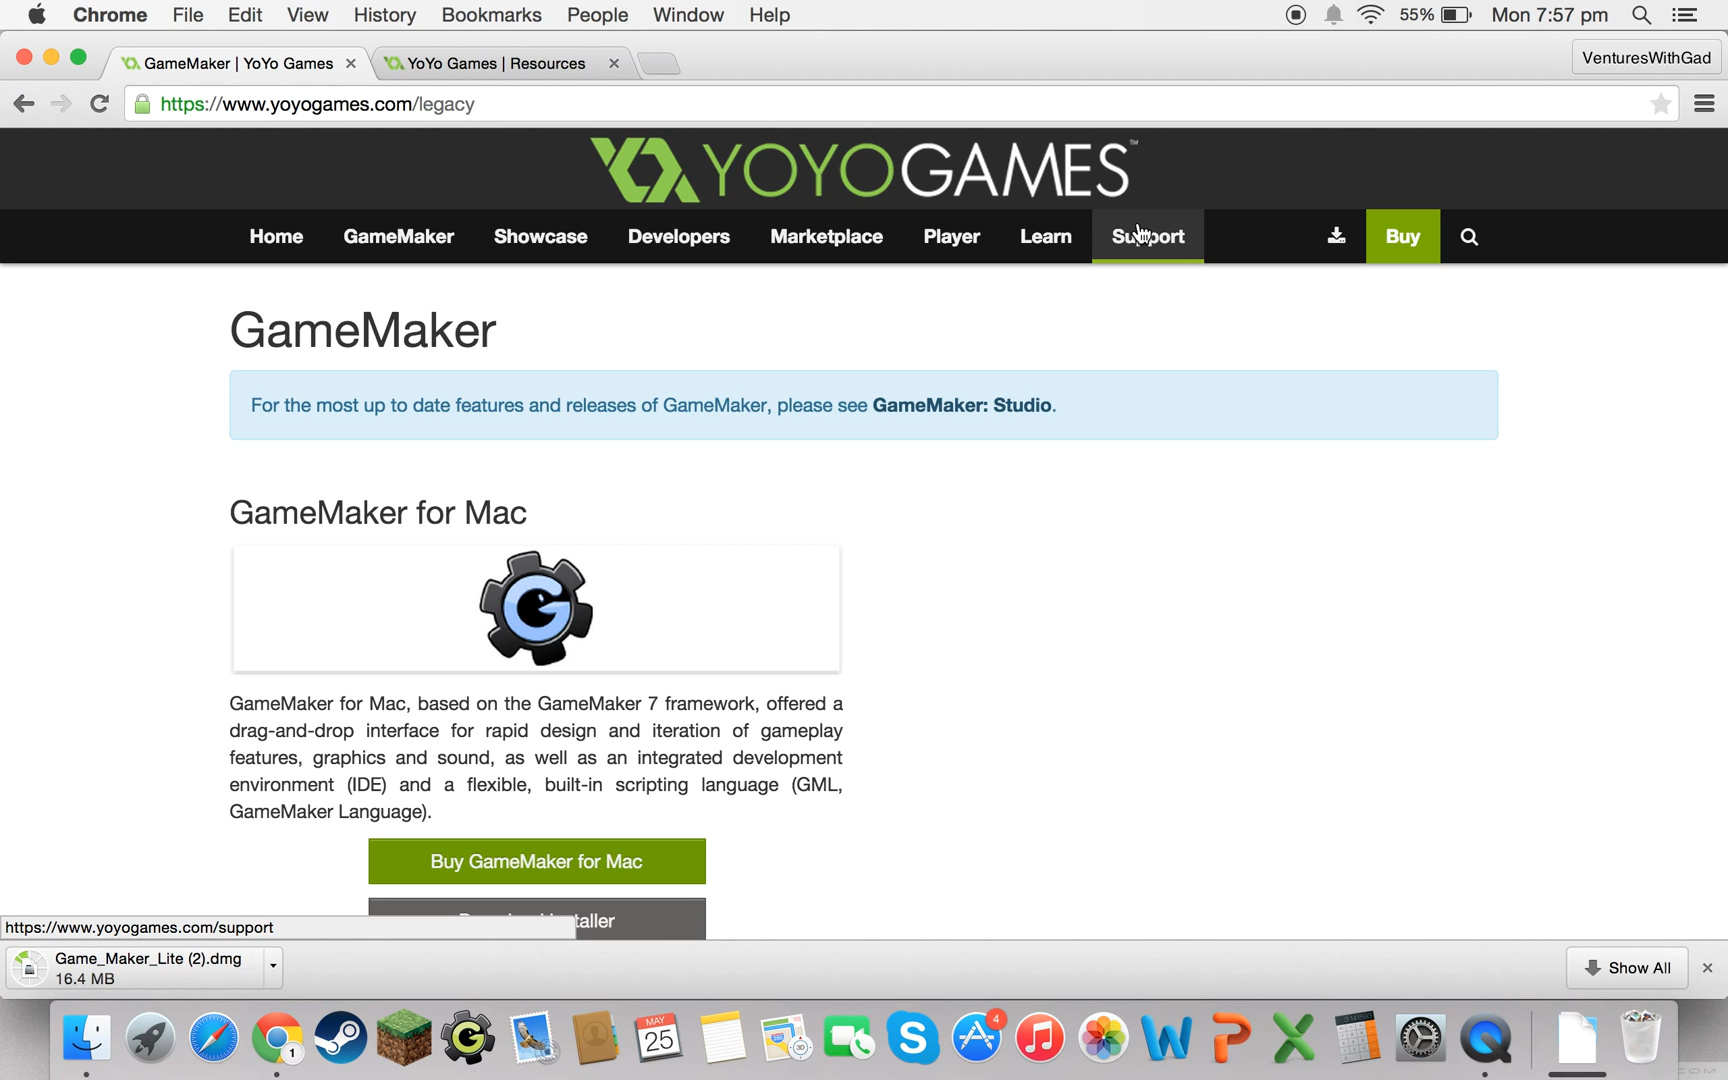 Chrome File Edit View History Bookmarks People Window Help 55% Mon 7:57 pm
GameMaker | YoYo Games YoYo Games | Resources VenturesWithGad
https://www.yoyogames.com/legacy
YOYOGAMES™
Home GameMaker Showcase Developers Marketplace Player Learn Support Buy
GameMaker
For the most up to date features and releases of GameMaker, please see GameMaker: Studio.
GameMaker for Mac
GameMaker for Mac, based on the GameMaker 7 framework, offered a
drag-and-drop interface for rapid design and iteration of gameplay
features, graphics and sound, as well as an integrated development
environment (IDE) and a flexible, built-in scripting language (GML,
GameMaker Language).
Buy GameMaker for Mac
https://www.yoyogames.com/support
Game_Maker_Lite (2).dmg
16.4 MB
Show All
1 MAY 25 3D 4